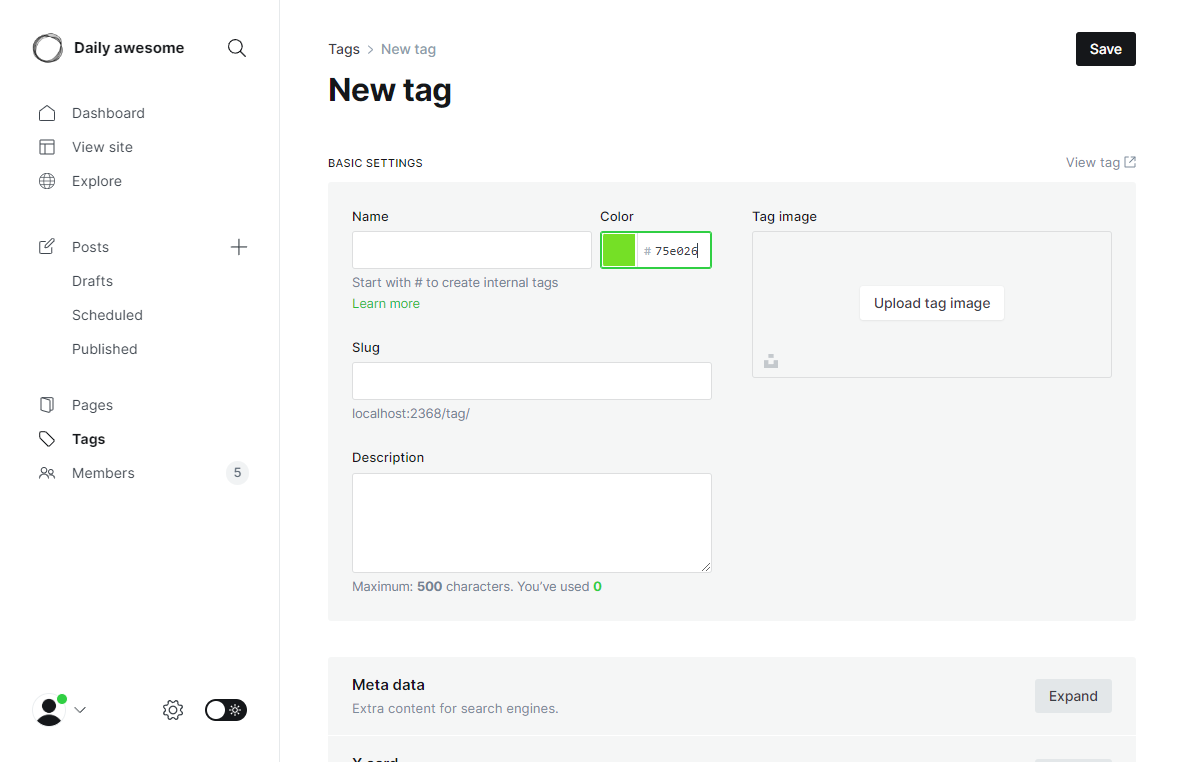 Daily awesome
Dashboard
View site
Explore
Posts
Drafts
Scheduled
Published
Pages
Tags
Members 5
Tags > New tag
Save
New tag
BASIC SETTINGS
View tag
Name
Color
Tag image
# 75e026
Start with # to create internal tags
Learn more
Upload tag image
Slug
localhost:2368/tag/
Description
Maximum: 500 characters. You’ve used 0
Meta data
Extra content for search engines.
Expand
X card